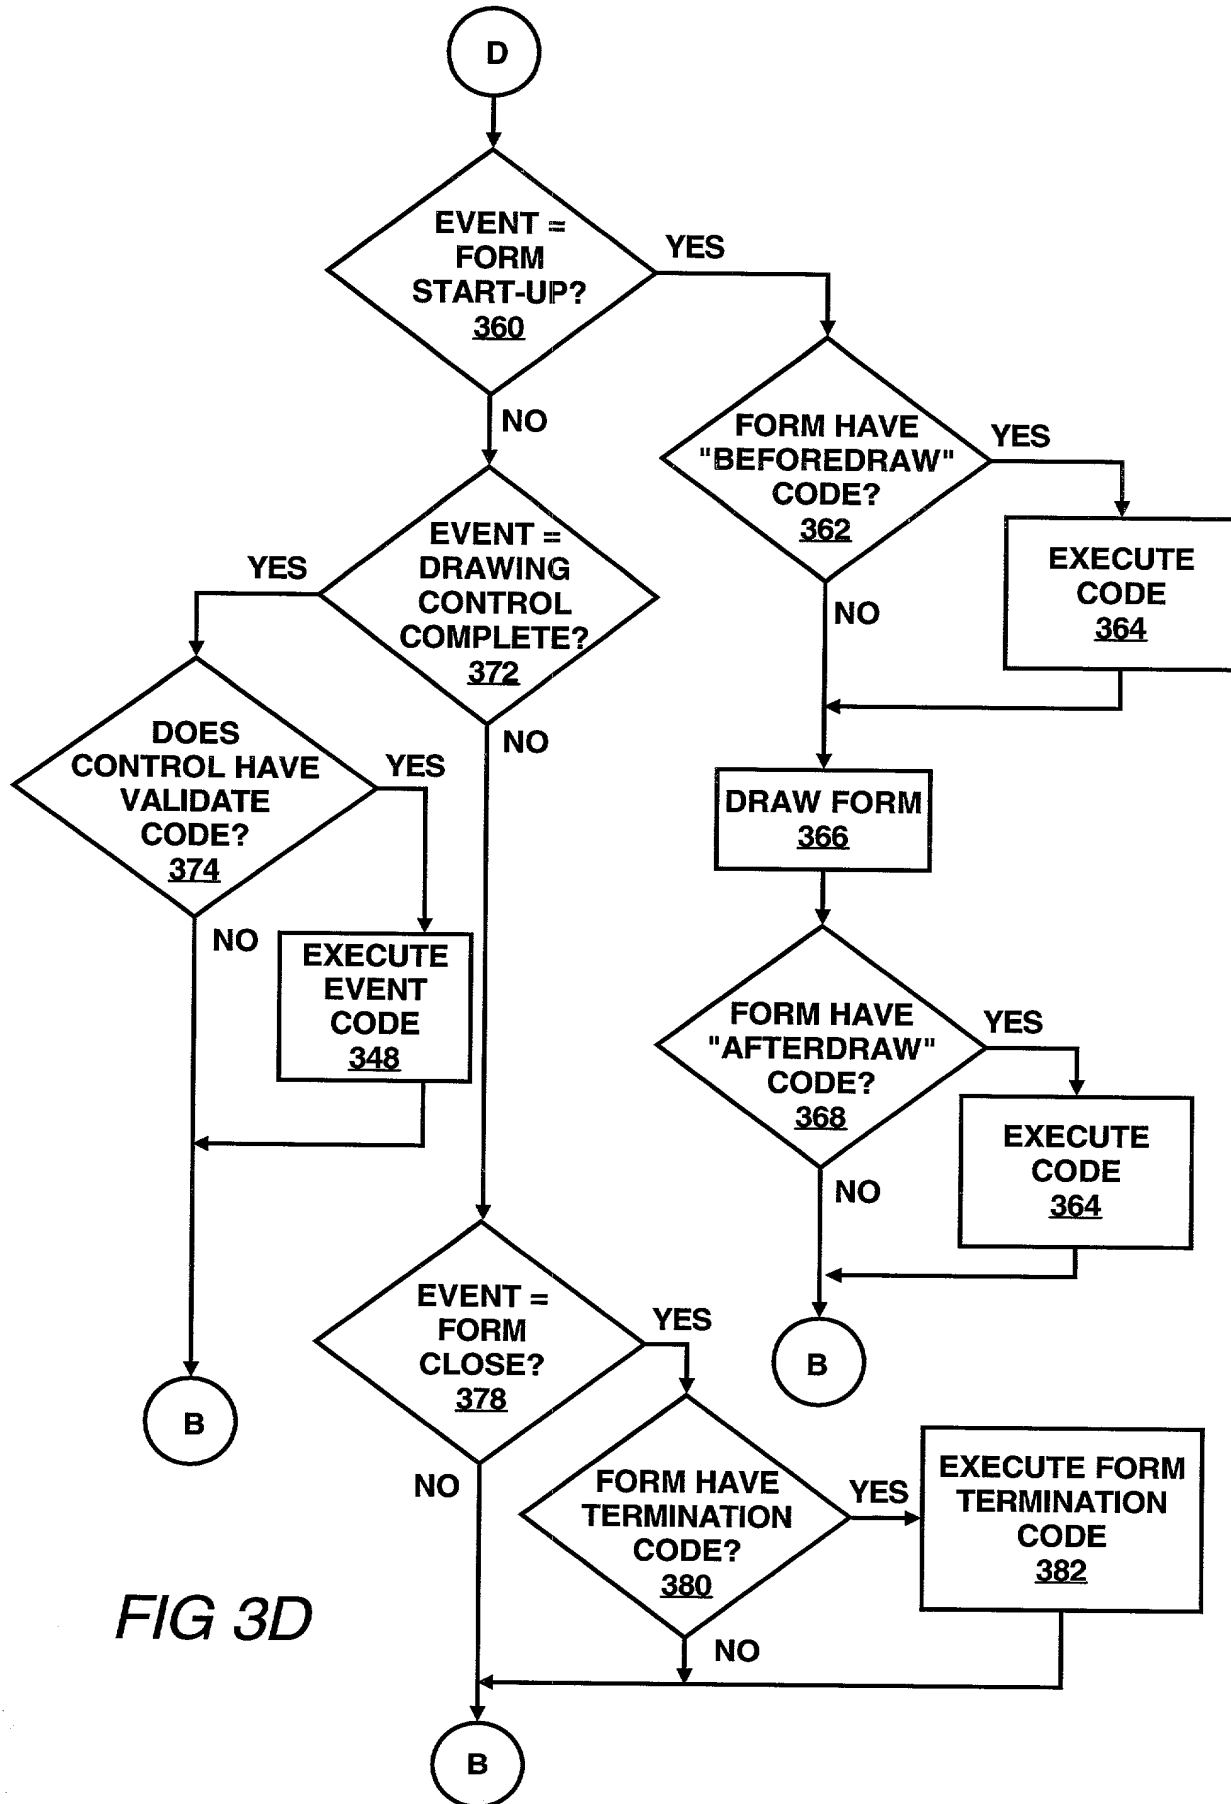 D
EVENT =
FORM
START-UP?
360
YES
NO
FORM HAVE
"BEFOREDRAW"
CODE?
362
YES
EXECUTE
CODE
364
NO
EVENT =
DRAWING
CONTROL
COMPLETE?
372
YES
NO
DOES
CONTROL HAVE
VALIDATE
CODE?
374
YES
NO
EXECUTE
EVENT
CODE
348
DRAW FORM
366
FORM HAVE
"AFTERDRAW"
CODE?
368
YES
EXECUTE
CODE
364
NO
B
EVENT =
FORM
CLOSE?
378
YES
NO
B
FORM HAVE
TERMINATION
CODE?
380
YES
EXECUTE FORM
TERMINATION
CODE
382
NO
B
FIG 3D